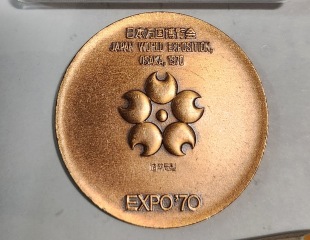 日本万国博覧会
JAPAN WORLD EXPOSITION,
OSAKA, 1970
EXPO'70